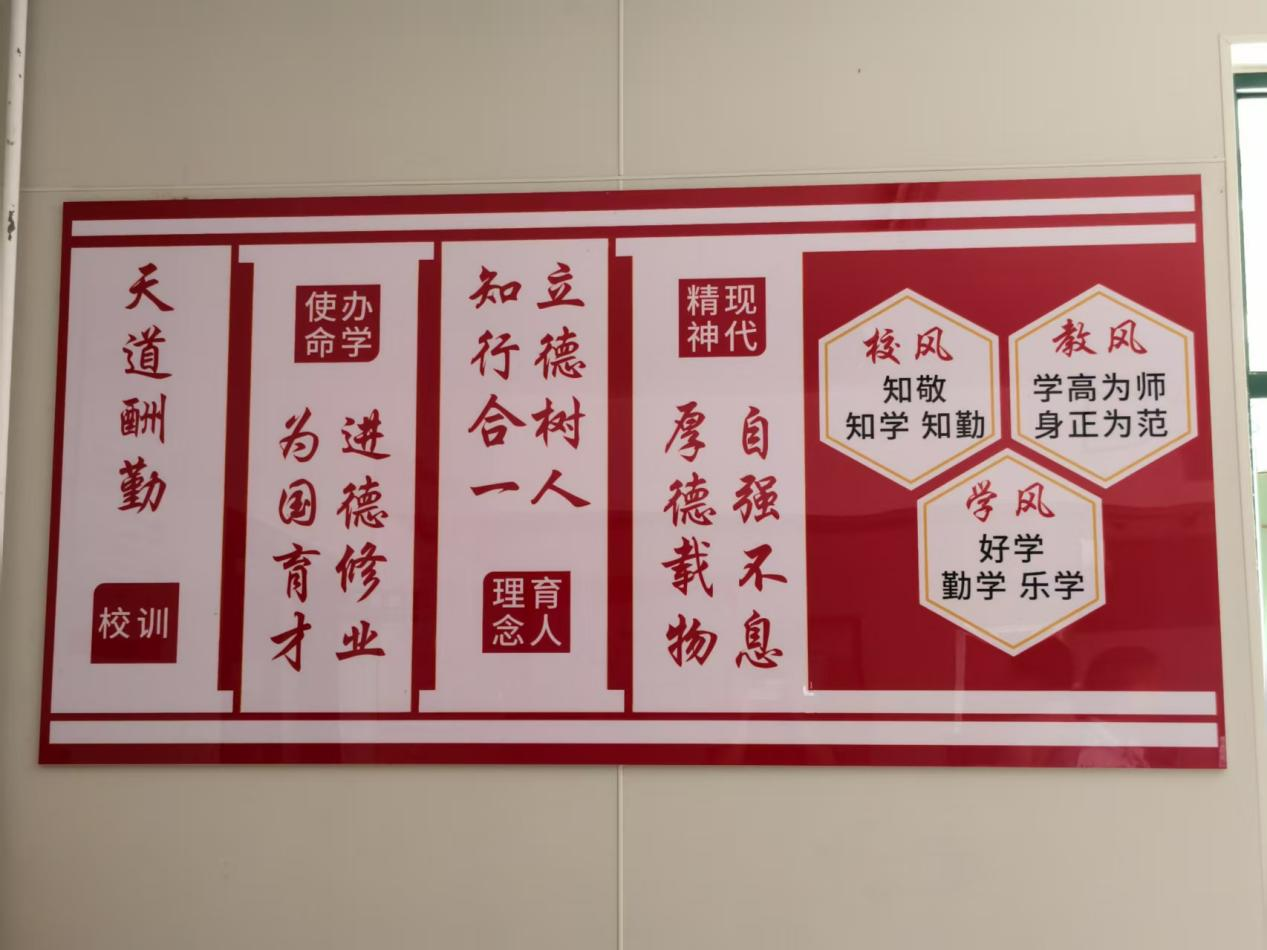 天道酬勤
校训
办学
使命
进德修业
为国育才
立德树人
知行合一
育人
理念
现代
精神
自强不息
厚德载物
校风
知敬
知学 知勤
教风
学高为师
身正为范
学风
好学
勤学 乐学